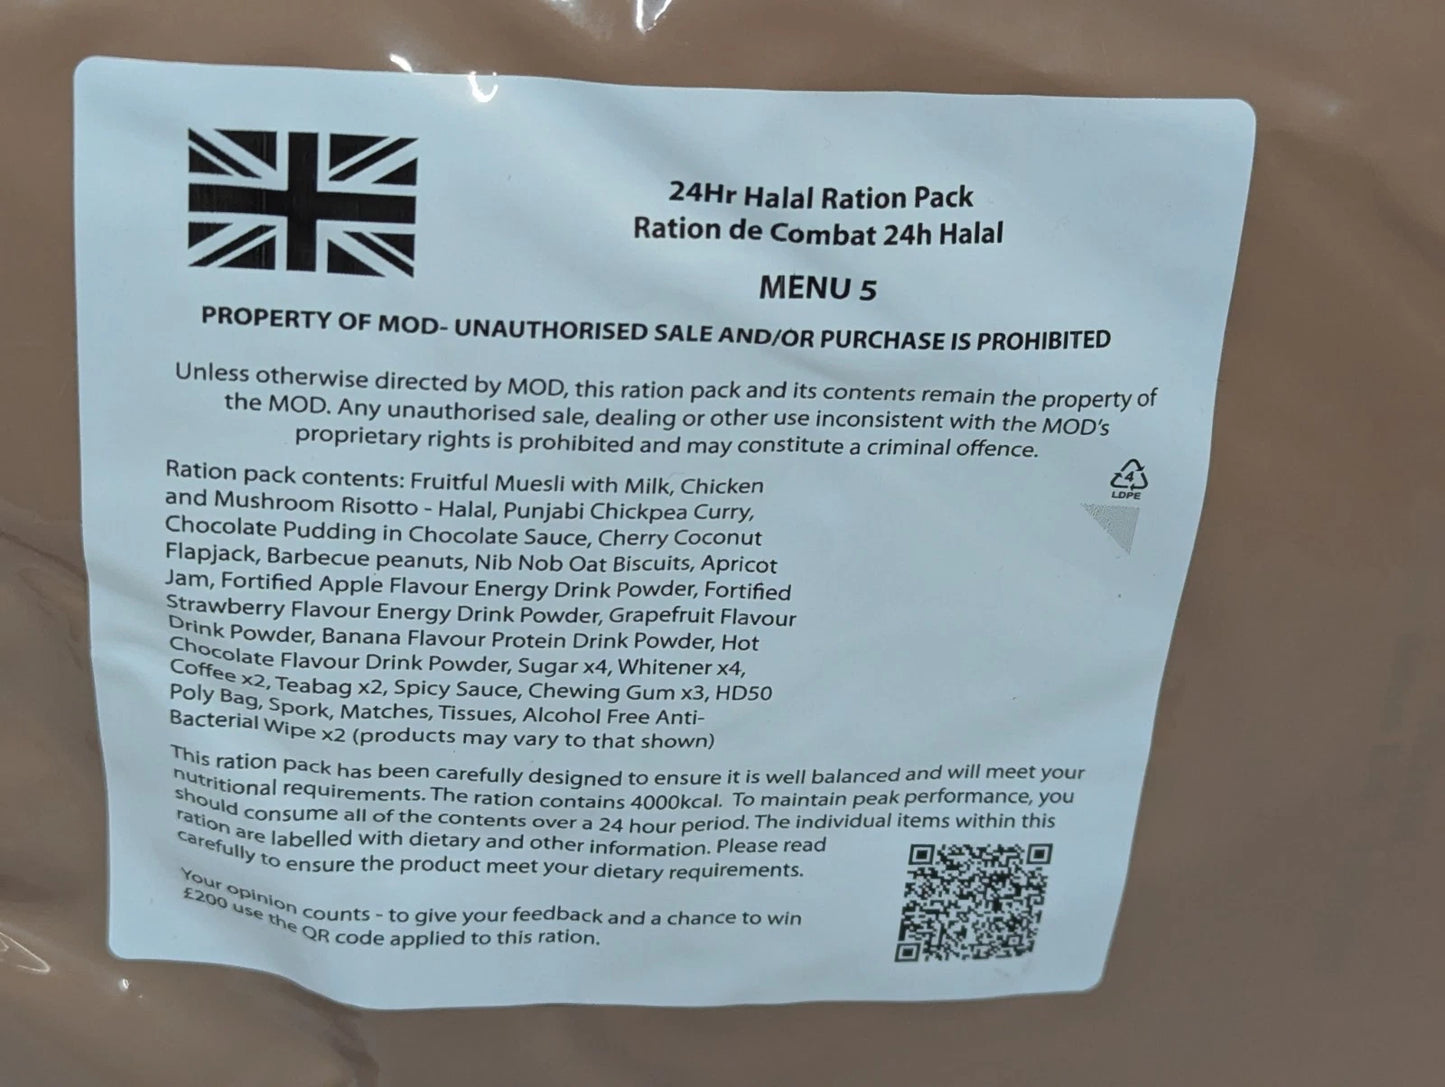 24Hr Halal Ration Pack
Ration de Combat 24h Halal
MENU 5
PROPERTY OF MOD- UNAUTHORISED SALE AND/OR PURCHASE IS PROHIBITED
Unless otherwise directed by MOD, this ration pack and its contents remain the property of
the MOD. Any unauthorised sale, dealing or other use inconsistent with the MOD's
proprietary rights is prohibited and may constitute a criminal offence.
4
LDPE
Ration pack contents: Fruitful Muesli with Milk, Chicken
and Mushroom Risotto - Halal, Punjabi Chickpea Curry,
Chocolate Pudding in Chocolate Sauce, Cherry Coconut
Flapjack, Barbecue peanuts, Nib Nob Oat Biscuits, Apricot
Jam, Fortified Apple Flavour Energy Drink Powder, Fortified
Strawberry Flavour Energy Drink Powder, Grapefruit Flavour
Drink Powder, Banana Flavour Protein Drink Powder, Hot
Chocolate Flavour Drink Powder, Sugar x4, Whitener x4,
Coffee x2, Teabag x2, Spicy Sauce, Chewing Gum x3, HD50
Poly Bag, Spork, Matches, Tissues, Alcohol Free Anti-
Bacterial Wipe x2 (products may vary to that shown)
This ration pack has been carefully designed to ensure it is well balanced and will meet your
nutritional requirements. The ration contains 4000kcal. To maintain peak performance, you
should consume all of the contents over a 24 hour period. The individual items within this
ration are labelled with dietary and other information. Please read
carefully to ensure the product meet your dietary requirements.
Your opinion counts - to give your feedback and a chance to win
£200 use the QR code applied to this ration.